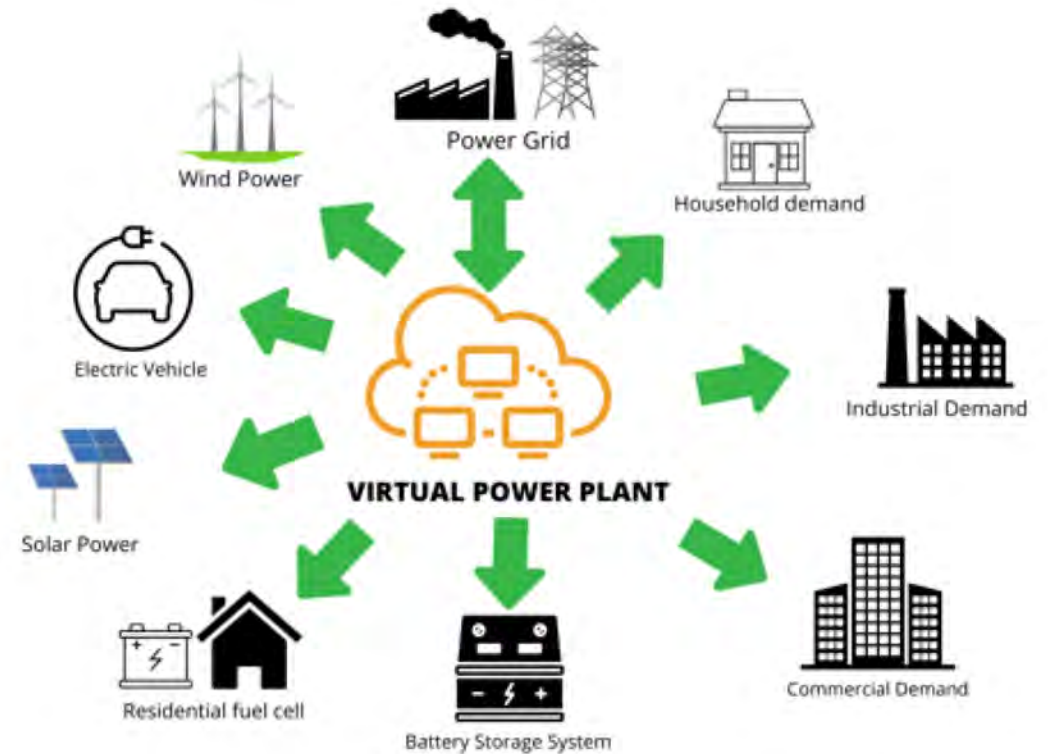 Power Grid
Wind Power
Household demand
Electric Vehicle
Industrial Demand
VIRTUAL POWER PLANT
Solar Power
Commercial Demand
Residential fuel cell
Battery Storage System